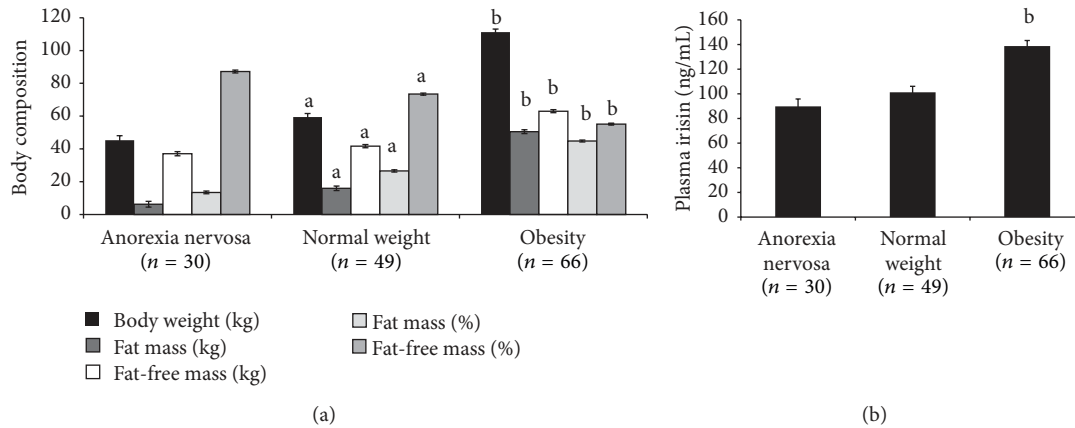 120
100
80
60
40
20
0
Body composition
a
a
a
a
a
b
b
b
b
b
Anorexia nervosa
(n = 30)
Normal weight
(n = 49)
Obesity
(n = 66)
Body weight (kg)
Fat mass (kg)
Fat-free mass (kg)
Fat mass (%)
Fat-free mass (%)
(a)
160
140
120
100
80
60
40
20
0
Plasma irisin (ng/mL)
b
Anorexia
nervosa
(n = 30)
Normal
weight
(n = 49)
Obesity
(n = 66)
(b)